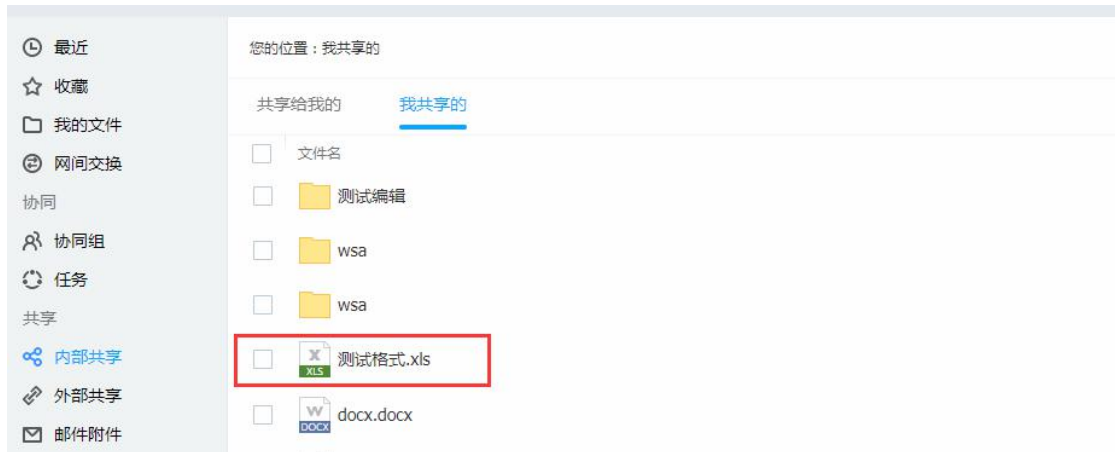 最近
收藏
我的文件
网间交换
协同
协同组
任务
共享
内部共享
外部共享
邮件附件
您的位置：我共享的
共享给我的 我共享的
文件名
测试编辑
wsa
wsa
X
XLS
测试格式.xls
W
DOCX
docx.docx